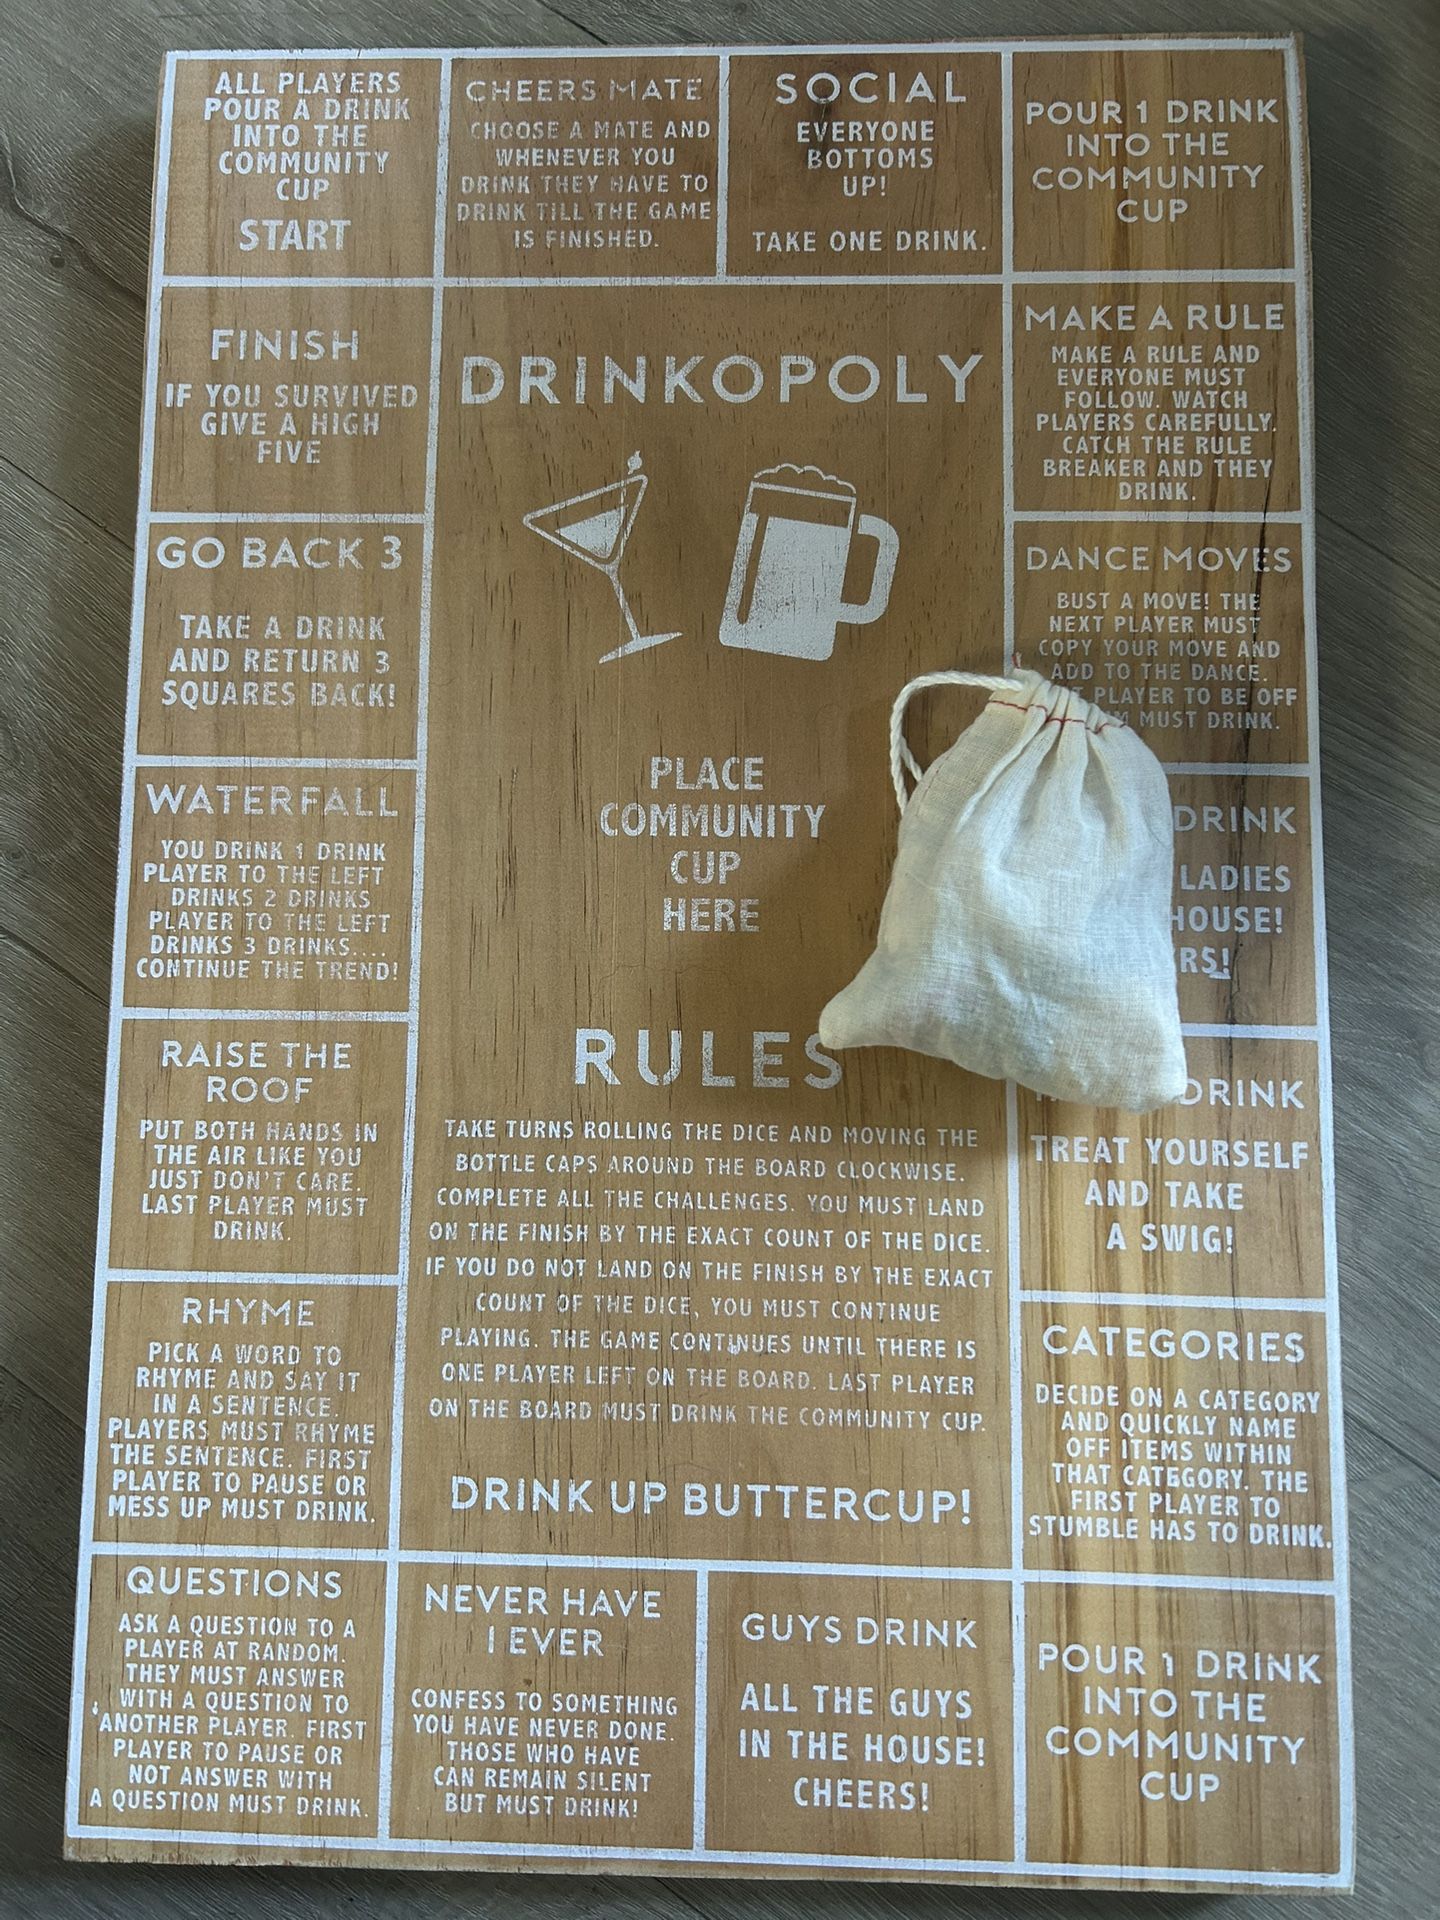 ALL PLAYERS
POUR A DRINK
INTO THE
COMMUNITY
CUP
START
CHEERS MATE
CHOOSE A MATE AND
WHENEVER YOU
DRINK THEY HAVE TO
DRINK TILL THE GAME
IS FINISHED.
SOCIAL
EVERYONE
BOTTOMS
UP!
TAKE ONE DRINK.
POUR 1 DRINK
INTO THE
COMMUNITY
CUP
MAKE A RULE
MAKE A RULE AND
EVERYONE MUST
FOLLOW. WATCH
PLAYERS CAREFULLY.
CATCH THE RULE
BREAKER AND THEY
DRINK.
DANCE MOVES
BUST A MOVE! THE
NEXT PLAYER MUST
COPY YOUR MOVE AND
ADD TO THE DANCE.
PLAYER TO BE OFF
MUST DRINK.
DRINK
LADIES
HOUSE!
DRINK
TREAT YOURSELF
AND TAKE
A SWIG!
CATEGORIES
DECIDE ON A CATEGORY
AND QUICKLY NAME
OFF ITEMS WITHIN
THAT CATEGORY. THE
FIRST PLAYER TO
STUMBLE HAS TO DRINK.
POUR 1 DRINK
INTO THE
COMMUNITY
CUP
GUYS DRINK
ALL THE GUYS
IN THE HOUSE!
CHEERS!
NEVER HAVE
I EVER
CONFESS TO SOMETHING
YOU HAVE NEVER DONE.
THOSE WHO HAVE
CAN REMAIN SILENT
BUT MUST DRINK!
QUESTIONS
ASK A QUESTION TO A
PLAYER AT RANDOM.
THEY MUST ANSWER
WITH A QUESTION TO
ANOTHER PLAYER. FIRST
PLAYER TO PAUSE OR
NOT ANSWER WITH
A QUESTION MUST DRINK.
RHYME
PICK A WORD TO
RHYME AND SAY IT
IN A SENTENCE.
PLAYERS MUST RHYME
THE SENTENCE. FIRST
PLAYER TO PAUSE OR
MESS UP MUST DRINK.
RAISE THE
ROOF
PUT BOTH HANDS IN
THE AIR LIKE YOU
JUST DON'T CARE.
LAST PLAYER MUST
DRINK.
WATERFALL
YOU DRINK 1 DRINK
PLAYER TO THE LEFT
DRINKS 2 DRINKS
PLAYER TO THE LEFT
DRINKS 3 DRINKS....
CONTINUE THE TREND!
GO BACK 3
TAKE A DRINK
AND RETURN 3
SQUARES BACK!
FINISH
IF YOU SURVIVED
GIVE A HIGH
FIVE
DRINKOPOLY
PLACE
COMMUNITY
CUP
HERE
RULES
TAKE TURNS ROLLING THE DICE AND MOVING THE
BOTTLE CAPS AROUND THE BOARD CLOCKWISE.
COMPLETE ALL THE CHALLENGES. YOU MUST LAND
ON THE FINISH BY THE EXACT COUNT OF THE DICE.
IF YOU DO NOT LAND ON THE FINISH BY THE EXACT
COUNT OF THE DICE, YOU MUST CONTINUE
PLAYING. THE GAME CONTINUES UNTIL THERE IS
ONE PLAYER LEFT ON THE BOARD. LAST PLAYER
ON THE BOARD MUST DRINK THE COMMUNITY CUP.
DRINK UP BUTTERCUP!